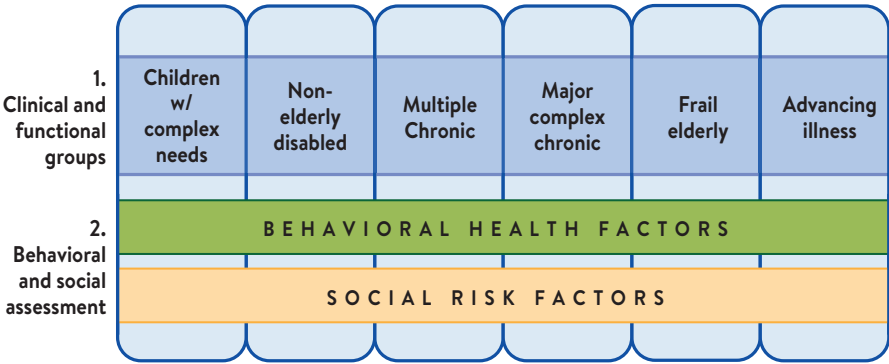 1.
Clinical and
functional
groups
Children
w/
complex
needs
Non-
elderly
disabled
Multiple
Chronic
Major
complex
chronic
Frail
elderly
Advancing
illness
2.
Behavioral
and social
assessment
BEHAVIORAL HEALTH FACTORS
SOCIAL RISK FACTORS